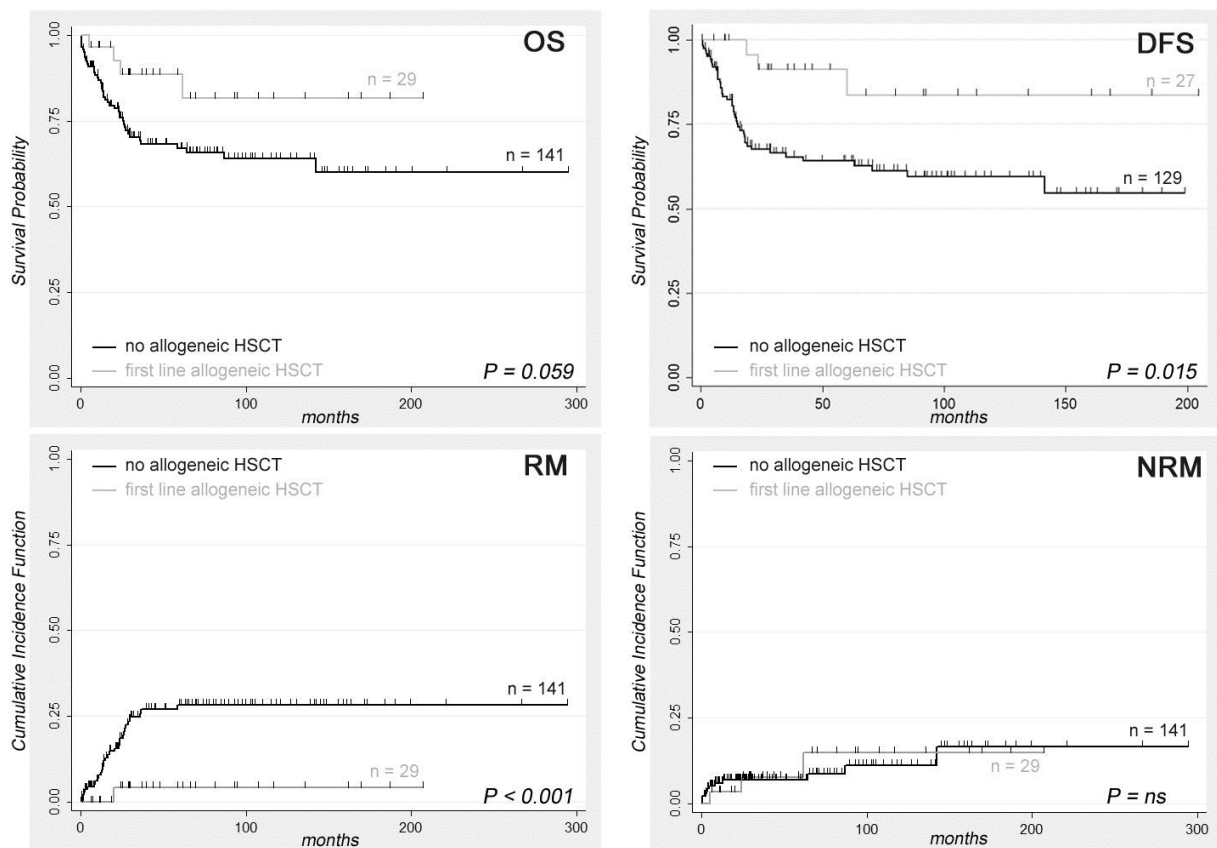 OS
Survival Probability
1.00
0.75
0.50
0.25
0.00
n = 29
n = 141
no allogeneic HSCT
first line allogeneic HSCT
P = 0.059
0
100
200
300
months
DFS
Survival Probability
1.00
0.75
0.50
0.25
0.00
n = 27
n = 129
no allogeneic HSCT
first line allogeneic HSCT
P = 0.015
0
50
100
150
200
months
RM
Cumulative Incidence Function
1.00
0.75
0.50
0.25
0.00
no allogeneic HSCT
first line allogeneic HSCT
n = 141
n = 29
P < 0.001
0
100
200
300
months
NRM
Cumulative Incidence Function
1.00
0.75
0.50
0.25
0.00
no allogeneic HSCT
first line allogeneic HSCT
n = 141
n = 29
P = ns
0
100
200
300
months